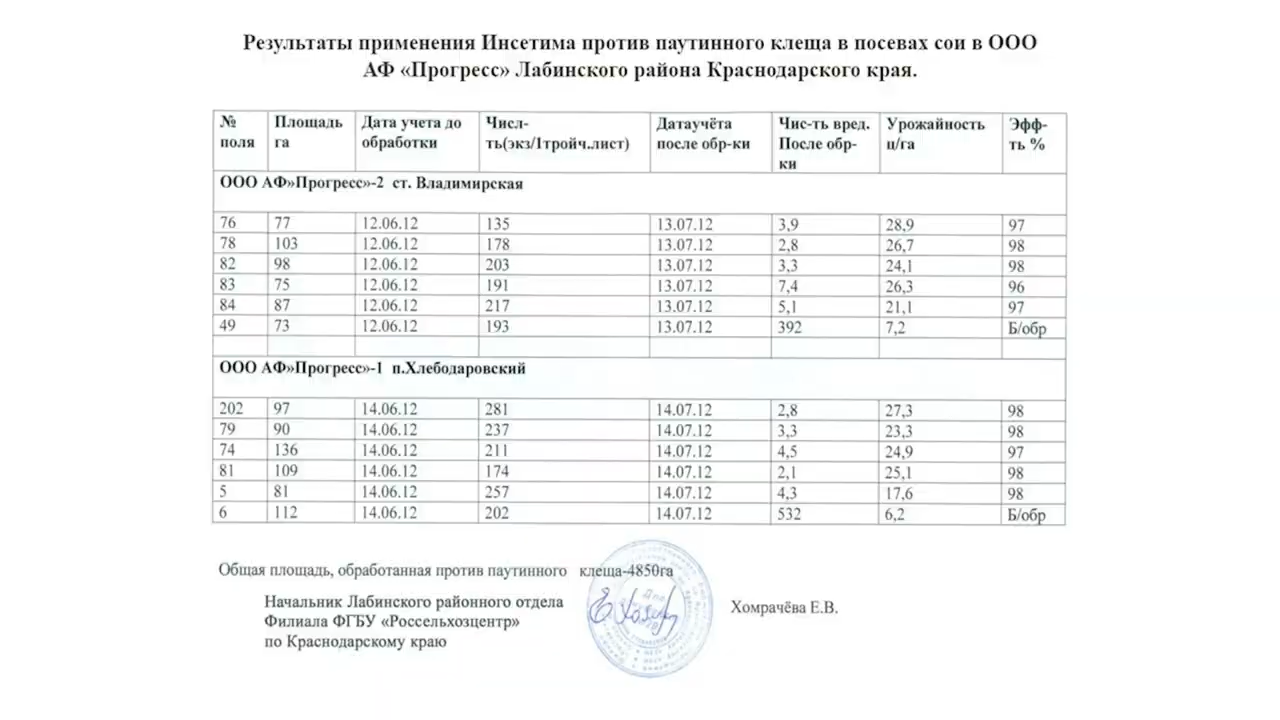 Результаты применения Инсетима против паутинного клеща в посевах сои в ООО
АФ «Прогресс» Лабинского района Краснодарского края.
№ поля Площадь га Дата учета до обработки Числ-ть(экз/1тройч.лист) Датаучёта после обр-ки Чис-ть вред. После обр-ки Урожайность ц/га Эфф-ть %
ООО АФ»Прогресс»-2 ст. Владимирская
76 77 12.06.12 135 13.07.12 3,9 28,9 97
78 103 12.06.12 178 13.07.12 2,8 26,7 98
82 98 12.06.12 203 13.07.12 3,3 24,1 98
83 75 12.06.12 191 13.07.12 7,4 26,3 96
84 87 12.06.12 217 13.07.12 5,1 21,1 97
49 73 12.06.12 193 13.07.12 392 7,2 Б/обр
ООО АФ»Прогресс»-1 п.Хлебодаровский
202 97 14.06.12 281 14.07.12 2,8 27,3 98
79 90 14.06.12 237 14.07.12 3,3 23,3 98
74 136 14.06.12 211 14.07.12 4,5 24,9 97
81 109 14.06.12 174 14.07.12 2,1 25,1 98
5 81 14.06.12 257 14.07.12 4,3 17,6 98
6 112 14.06.12 202 14.07.12 532 6,2 Б/обр
Общая площадь, обработанная против паутинного клеща-4850га
Начальник Лабинского районного отдела
Филиала ФГБУ «Россельхозцентр»
по Краснодарскому краю
Хомрачёва Е.В.